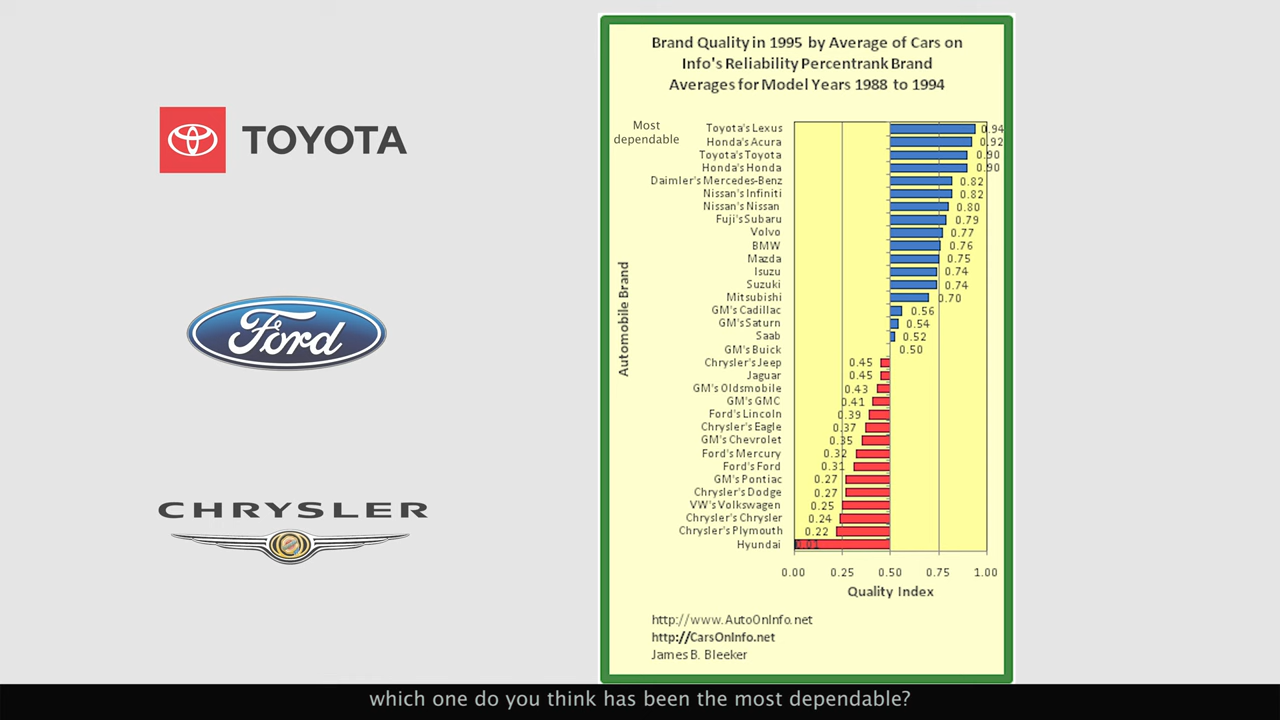 TOYOTA
Ford
CHRYSLER
Brand Quality in 1995 by Average of Cars on
Info's Reliability Percentrank Brand
Averages for Model Years 1988 to 1994
Most
dependable
Automobile Brand
Toyota's Lexus 0.94
Honda's Acura 0.92
Toyota's Toyota 0.90
Honda's Honda 0.90
Daimler's Mercedes-Benz 0.82
Nissan's Infiniti 0.82
Nissan's Nissan 0.80
Fuji's Subaru 0.79
Volvo 0.77
BMW 0.76
Mazda 0.75
Isuzu 0.74
Suzuki 0.74
Mitsubishi 0.70
GM's Cadillac 0.56
GM's Saturn 0.54
Saab 0.52
GM's Buick 0.50
Chrysler's Jeep 0.45
Jaguar 0.45
GM's Oldsmobile 0.43
GM's GMC 0.41
Ford's Lincoln 0.39
Chrysler's Eagle 0.37
GM's Chevrolet 0.35
Ford's Mercury 0.32
Ford's Ford 0.31
GM's Pontiac 0.27
Chrysler's Dodge 0.27
VW's Volkswagen 0.25
Chrysler's Chrysler 0.24
Chrysler's Plymouth 0.22
Hyundai 0.01
0.00 0.25 0.50 0.75 1.00
Quality Index
http://www.AutoOnInfo.net
http://CarsOnInfo.net
James B. Bleeker
which one do you think has been the most dependable?